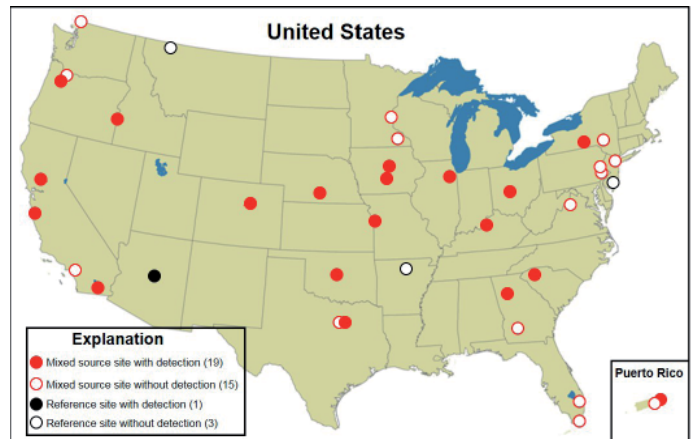 United States
Explanation
Mixed source site with detection (19)
Mixed source site without detection (15)
Reference site with detection (1)
Reference site without detection (3)
Puerto Rico